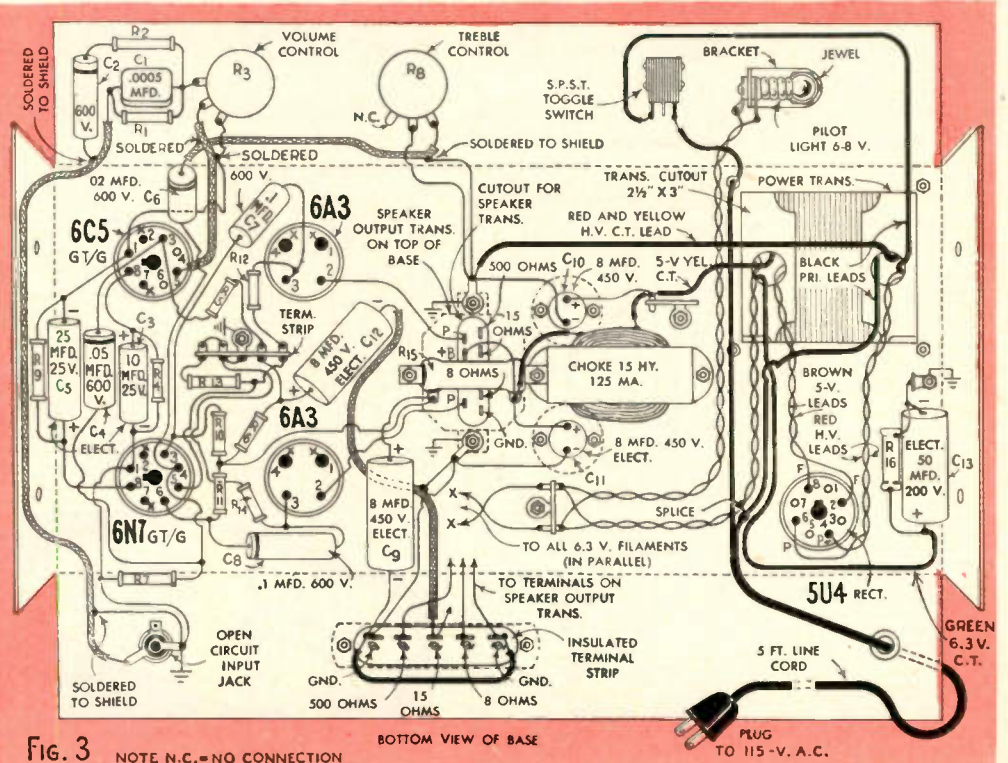 SOLDERED
TO SHIELD
R2
C2
C1
.0005
MFD.
600
V.
R1
R3
VOLUME
CONTROL
R8
TREBLE
CONTROL
N.C.
S.P.S.T.
TOGGLE
SWITCH
BRACKET
JEWEL
PILOT
LIGHT 6-8 V.
SOLDERED
SOLDERED
SOLDERED TO SHIELD
02 MFD.
600 V.
C6
600 V.
.1
MFD
C7
6A3
SPEAKER
OUTPUT TRANS.
ON TOP OF
BASE
CUTOUT FOR
SPEAKER
TRANS.
TRANS. CUTOUT
2½" X 3"
POWER TRANS.
RED AND YELLOW
H.V. C.T. LEAD
6C5
GT/G
R12
500 OHMS
C10
8 MFD.
450 V.
5-V YEL.
C.T.
BLACK
PRI. LEADS
TERM.
STRIP
15
OHMS
P
+B
P
R15
8 OHMS
CHOKE 15 HY.
125 MA.
R9
25
MFD.
25V.
C5
.05
MFD
600
V.
C4
C3
10
MFD.
25V.
ELECT.
R13
8 MFD.
450 V.
ELECT.
C12
6A3
R10
R11
R14
GND.
8 MFD. 450 V.
ELECT.
C11
BROWN
5-V.
LEADS
RED
H.V.
LEADS
R16
ELECT.
50
MFD.
200 V.
C13
6N7 GT/G
8 MFD
450 V.
ELECT.
C9
SPLICE
TO ALL 6.3 V. FILAMENTS
(IN PARALLEL)
C8
.1 MFD. 600 V.
R7
5U4 RECT.
TO TERMINALS ON
SPEAKER OUTPUT
TRANS.
GREEN
6.3 V.
C.T.
OPEN
CIRCUIT
INPUT
JACK
INSULATED
TERMINAL
STRIP
SOLDERED
TO SHIELD
GND.
500 OHMS
15
OHMS
8 OHMS
GND.
5 FT. LINE
CORD
PLUG
TO 115-V. A.C.
BOTTOM VIEW OF BASE
FIG. 3
NOTE N.C.=NO CONNECTION